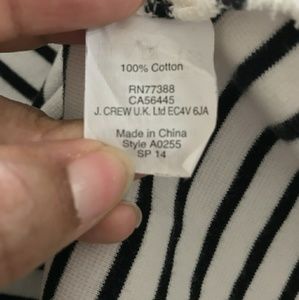 100% Cotton
RN77388
CA56445
J. CREW U.K. Ltd EC4V 6JA
Made in China
Style A0255
SP 14